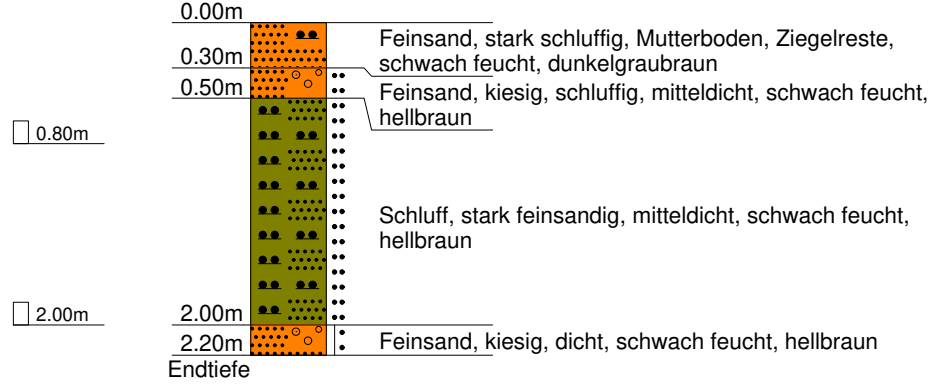 0.00m
Feinsand, stark schluffig, Mutterboden, Ziegelreste,
0.30m
schwach feucht, dunkelgraubraun
0.50m
Feinsand, kiesig, schluffig, mitteldicht, schwach feucht,
hellbraun
0.80m
Schluff, stark feinsandig, mitteldicht, schwach feucht,
hellbraun
2.00m
2.00m
2.20m
Feinsand, kiesig, dicht, schwach feucht, hellbraun
Endtiefe